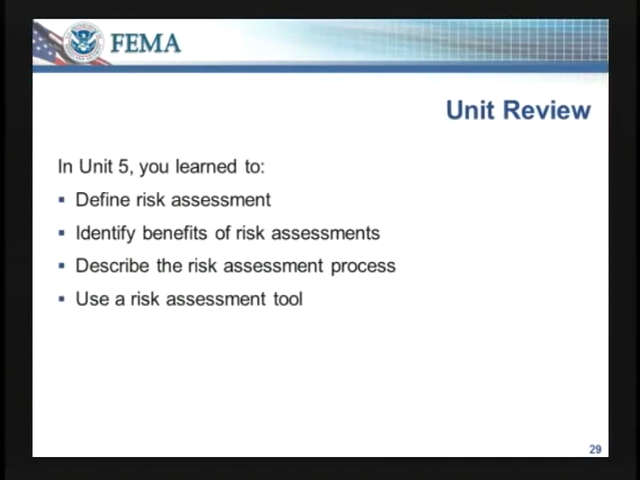 FEMA
Unit Review
In Unit 5, you learned to:
▪ Define risk assessment
▪ Identify benefits of risk assessments
▪ Describe the risk assessment process
▪ Use a risk assessment tool
29